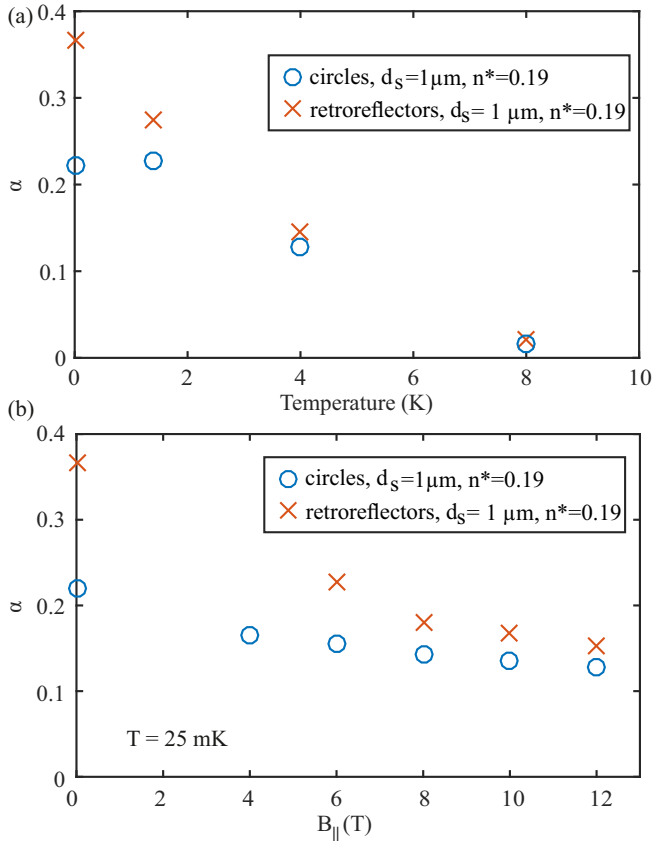 (a)
0.4
0.3
0.2
0.1
0
α
circles, dₛ=1μm, n*=0.19
retroreflectors, dₛ= 1 μm, n*=0.19
0 2 4 6 8 10
Temperature (K)
(b)
0.4
0.3
0.2
0.1
0
α
circles, dₛ=1μm, n*=0.19
retroreflectors, dₛ= 1 μm, n*=0.19
T = 25 mK
0 2 4 6 8 10 12
B|| (T)